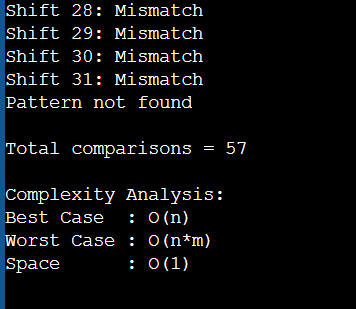 Shift 28: Mismatch
Shift 29: Mismatch
Shift 30: Mismatch
Shift 31: Mismatch
Pattern not found

Total comparisons = 57

Complexity Analysis:
Best Case  : O(n)
Worst Case : O(n*m)
Space      : O(1)